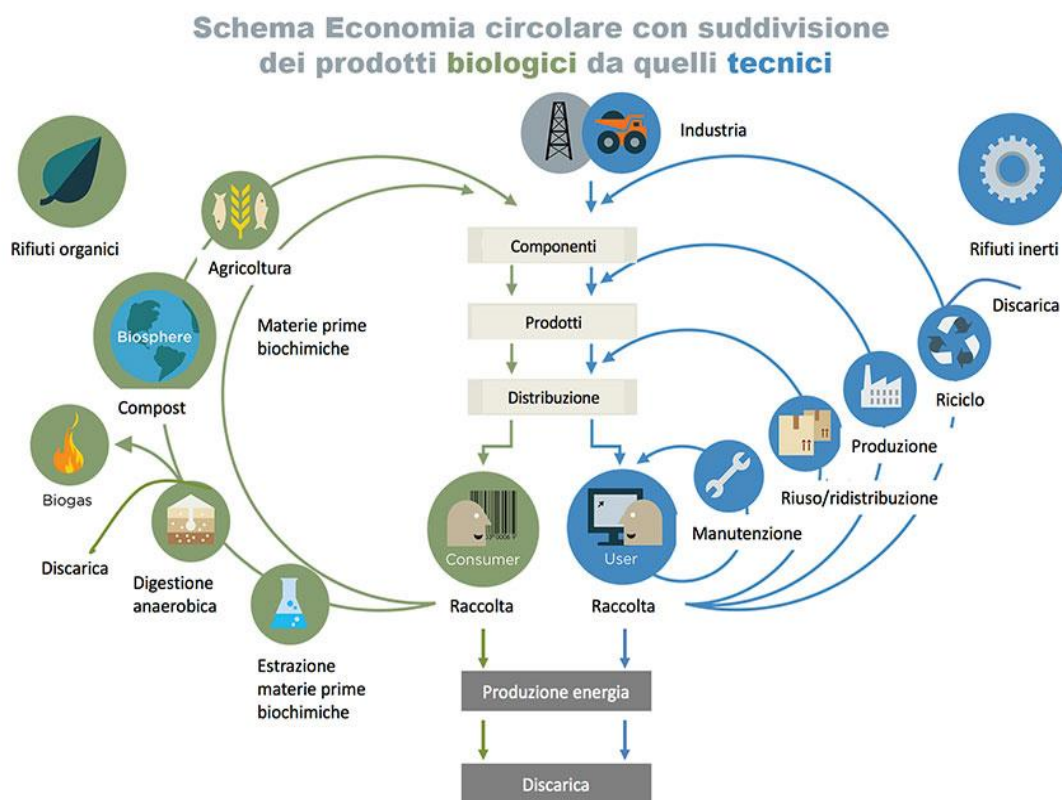 Schema Economia circolare con suddivisione
dei prodotti biologici da quelli tecnici
Industria
Rifiuti organici
Agricoltura
Componenti
Rifiuti inerti
Discarica
Biosphere
Materie prime
biochimiche
Prodotti
Compost
Distribuzione
Riciclo
Produzione
Biogas
Riuso/ridistribuzione
Manutenzione
Consumer
User
Discarica
Digestione
anaerobica
Raccolta
Raccolta
Estrazione
materie prime
biochimiche
Produzione energia
Discarica